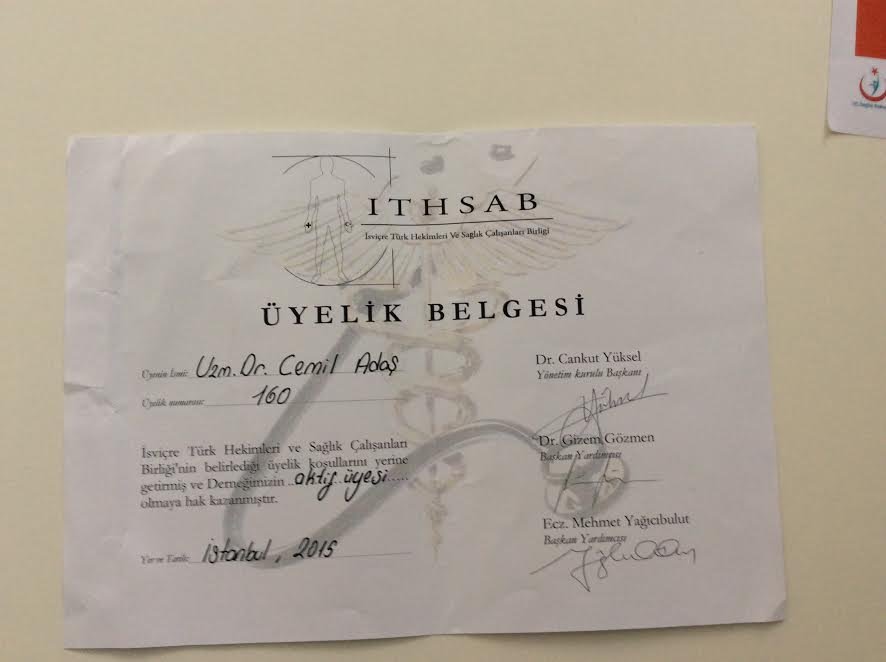 ITHSAB
İsviçre Türk Hekimleri Ve Sağlık Çalışanları Birliği
ÜYELİK BELGESİ
Üyenin İsmi: Uzm. Dr. Cemil Adaş
Üyelik numarası: 160
İsviçre Türk Hekimleri ve Sağlık Çalışanları
Birliği'nin belirlediği üyelik koşullarını yerine
getirmiş ve Derneğimizin ..aktif üyesi.....
olmaya hak kazanmıştır.
Yer ve Tarih: İstanbul, 2015
Dr. Cankut Yüksel
Yönetim kurulu Başkanı
Dr. Gizem Gözmen
Başkan Yardımcısı
Ecz. Mehmet Yağıcıbulut
Başkan Yardımcısı